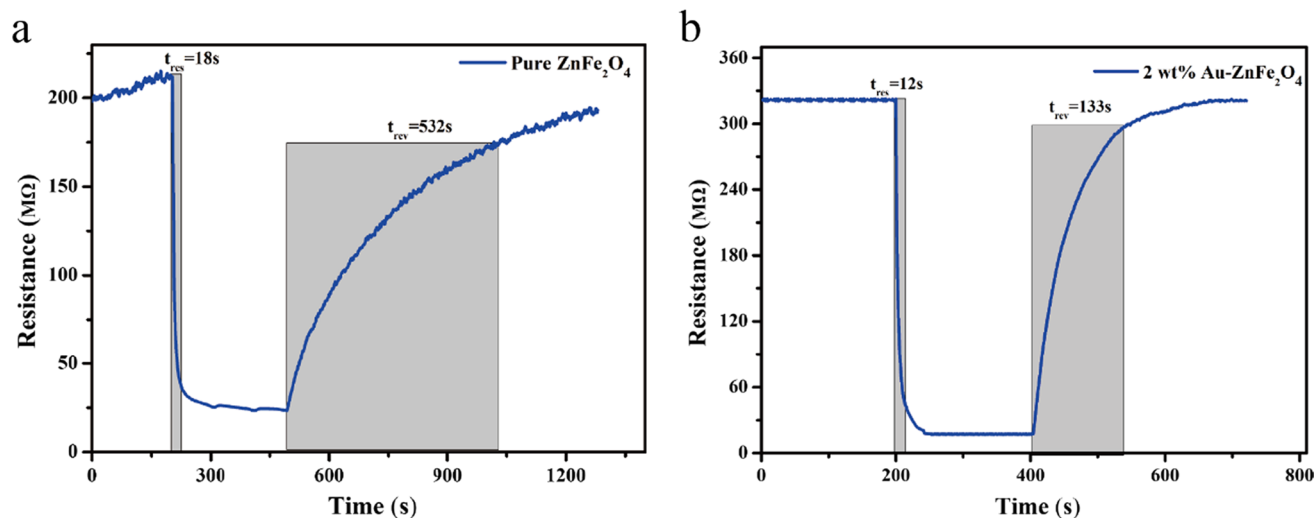 a
t_res=18s
Pure ZnFe₂O₄
t_rcv=532s
Resistance (MΩ)
200
150
100
50
0
0
300
600
900
1200
Time (s)
b
t_res=12s
2 wt% Au-ZnFe₂O₄
t_rcv=133s
Resistance (MΩ)
360
300
240
180
120
60
0
0
200
400
600
800
Time (s)